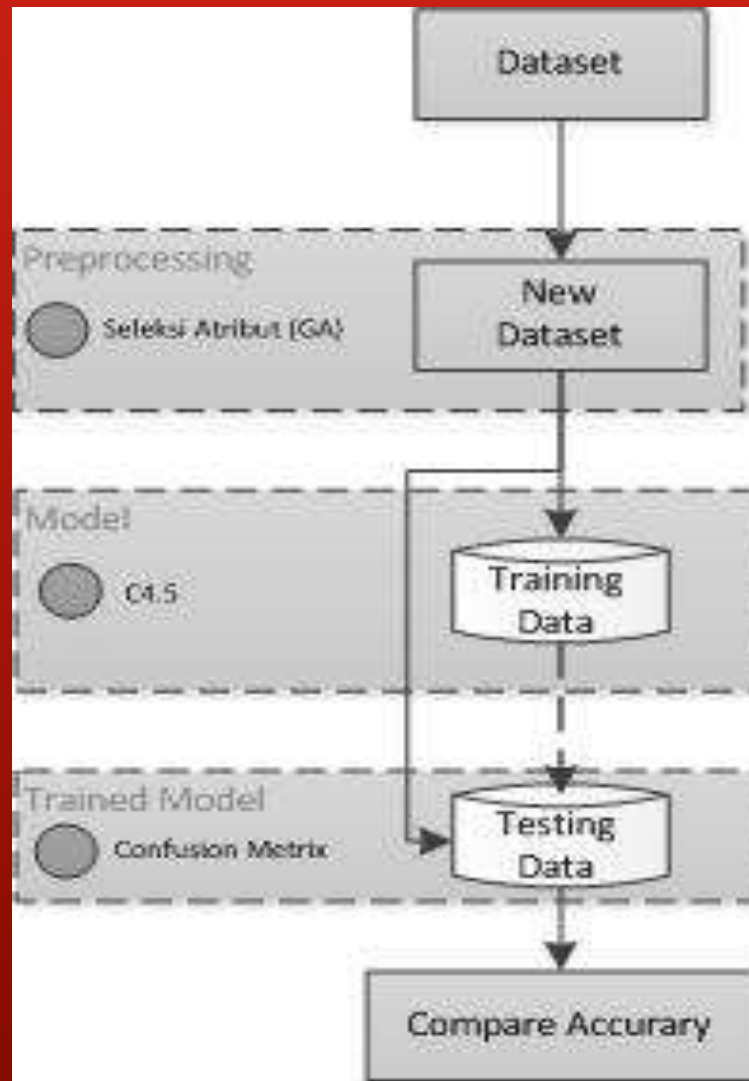 Dataset
Preprocessing
Seleksi Atribut (GA)
New
Dataset
Model
C4.5
Training
Data
Trained Model
Confusion Metrix
Testing
Data
Compare Accurary